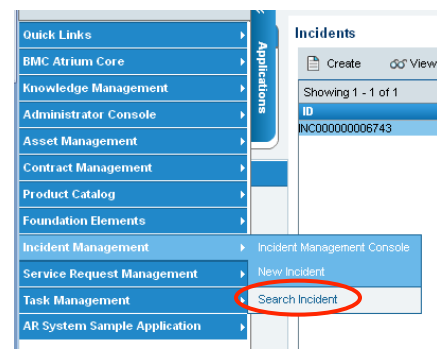 Quick Links
BMC Atrium Core
Knowledge Management
Administrator Console
Asset Management
Contract Management
Product Catalog
Foundation Elements
Incident Management
Service Request Management
Task Management
AR System Sample Application
Applications
Incidents
Create View
Showing 1 - 1 of 1
ID
INC000000006743
Incident Management Console
New Incident
Search Incident